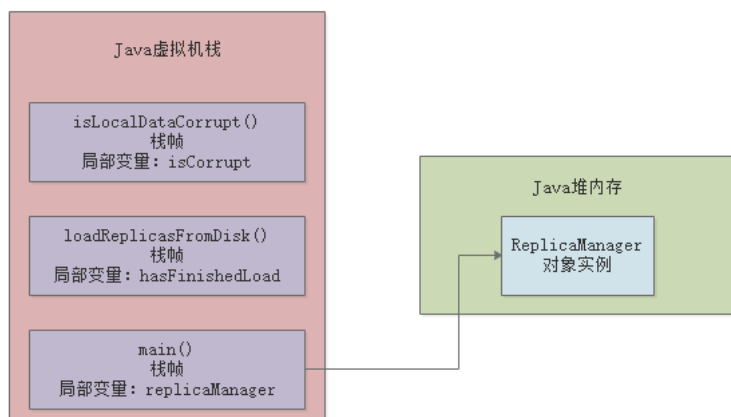 Java虚拟机栈
isLocalDataCorrupt()
栈帧
局部变量：isCorrupt
loadReplicasFromDisk()
栈帧
局部变量：hasFinishedLoad
main()
栈帧
局部变量：replicaManager
Java堆内存
ReplicaManager
对象实例